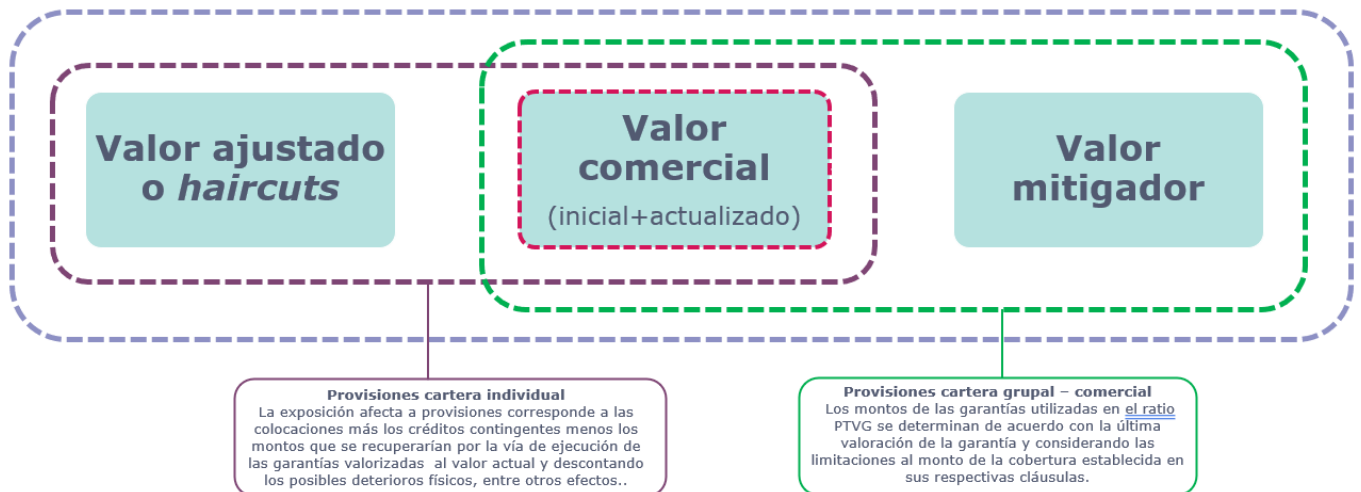 Valor ajustado
o haircuts
Valor
comercial
(inicial+actualizado)
Valor
mitigador
Provisiones cartera individual
La exposición afecta a provisiones corresponde a las
colocaciones más los créditos contingentes menos los
montos que se recuperarían por la vía de ejecución de
las garantías valorizadas  al valor actual y descontando
los posibles deterioros físicos, entre otros efectos..
Provisiones cartera grupal – comercial
Los montos de las garantías utilizadas en el ratio
PTVG se determinan de acuerdo con la última
valoración de la garantía y considerando las
limitaciones al monto de la cobertura establecida en
sus respectivas cláusulas.